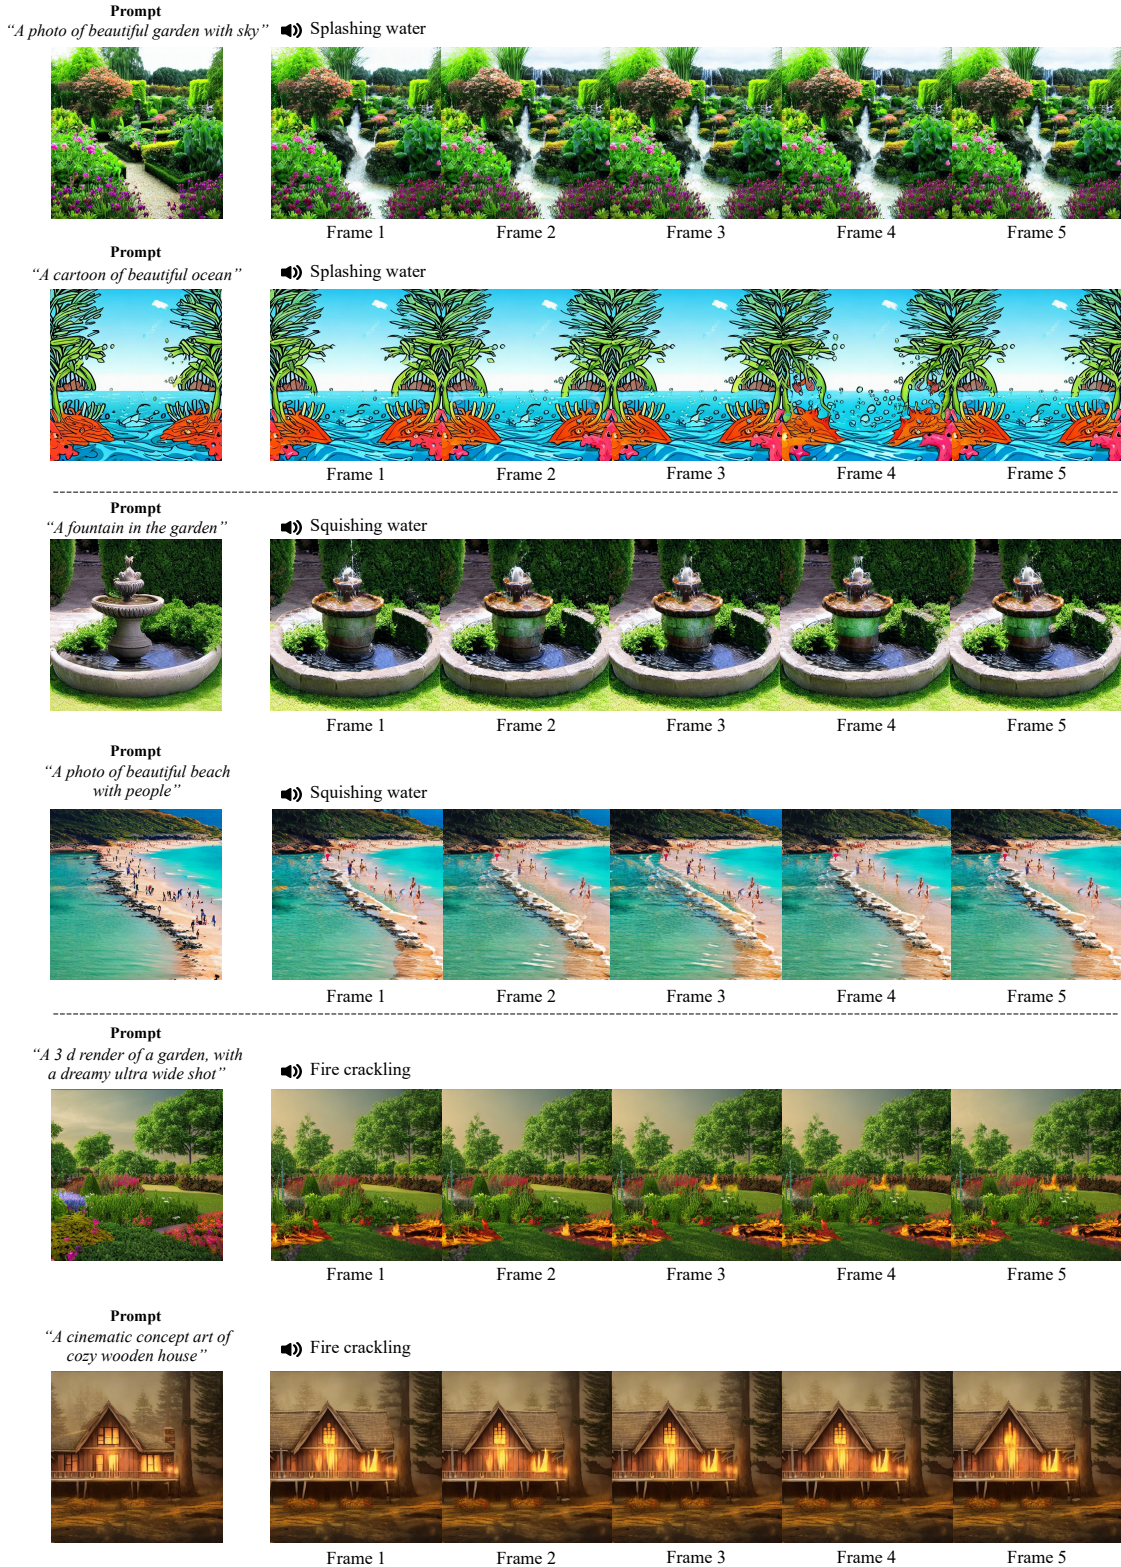 Prompt
“A photo of beautiful garden with sky”
Splashing water
Frame 1
Frame 2
Frame 3
Frame 4
Frame 5
Prompt
“A cartoon of beautiful ocean”
Splashing water
Frame 1
Frame 2
Frame 3
Frame 4
Frame 5
Prompt
“A fountain in the garden”
Squishing water
Frame 1
Frame 2
Frame 3
Frame 4
Frame 5
Prompt
“A photo of beautiful beach
with people”
Squishing water
Frame 1
Frame 2
Frame 3
Frame 4
Frame 5
Prompt
“A 3 d render of a garden, with
a dreamy ultra wide shot”
Fire crackling
Frame 1
Frame 2
Frame 3
Frame 4
Frame 5
Prompt
“A cinematic concept art of
cozy wooden house”
Fire crackling
Frame 1
Frame 2
Frame 3
Frame 4
Frame 5